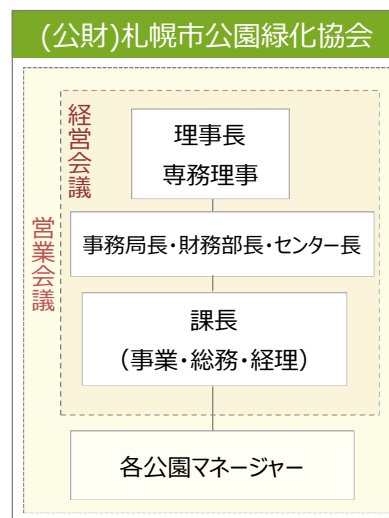 (公財)札幌市公園緑化協会
経営会議
理事長
専務理事
営業会議
事務局長・財務部長・センター長
課長
(事業・総務・経理)
各公園マネージャー